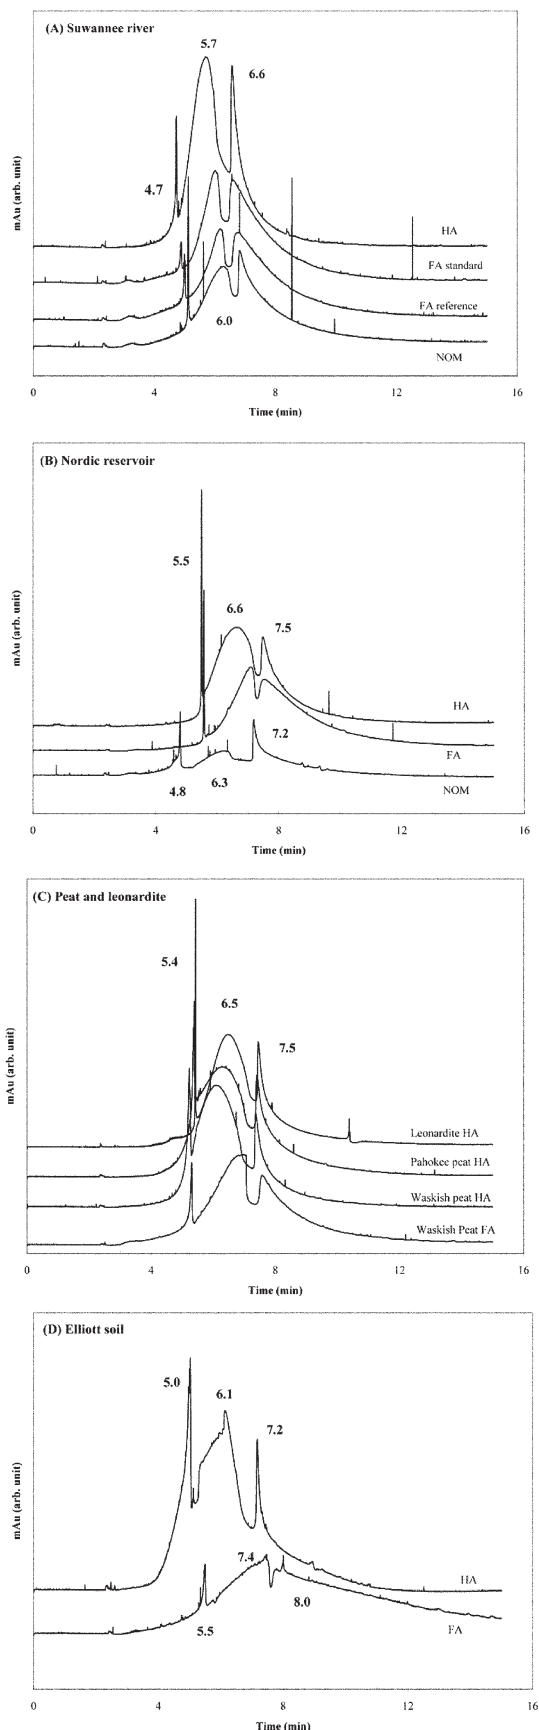 (A) Suwannee river
5.7
6.6
4.7
mAu (arb. unit)
HA
FA standard
FA reference
6.0
NOM
0 4 8 12 16
Time (min)
(B) Nordic reservoir
5.5
6.6
7.5
mAu (arb. unit)
HA
7.2
FA
4.8 6.3
NOM
0 4 8 12 16
Time (min)
(C) Peat and leonardite
5.4
6.5
7.5
mAu (arb. unit)
Leonardite HA
Pahokee peat HA
Waskish peat HA
Waskish Peat FA
0 4 8 12 16
Time (min)
(D) Elliott soil
5.0
6.1
7.2
mAu (arb. unit)
7.4
HA
8.0
5.5
FA
0 4 8 12 16
Time (min)